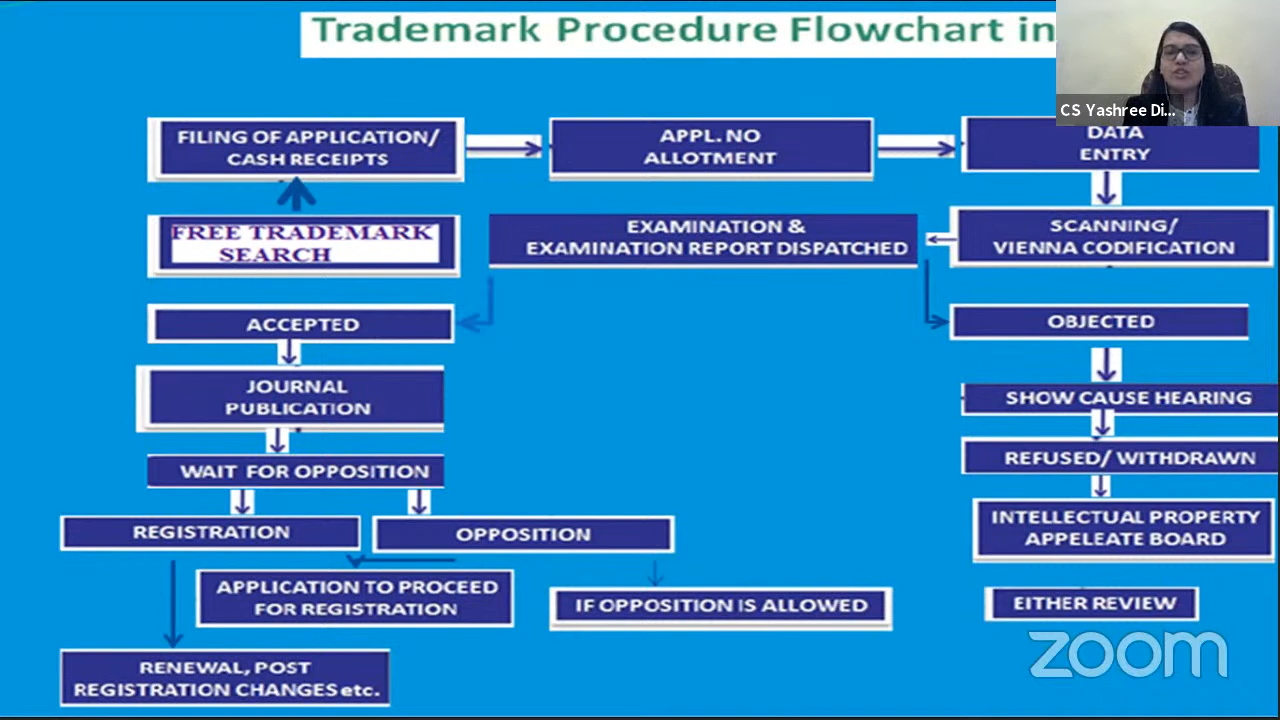 Trademark Procedure Flowchart in
CS Yashree Di...
FILING OF APPLICATION/
CASH RECEIPTS
APPL. NO
ALLOTMENT
DATA
ENTRY
FREE TRADEMARK
SEARCH
EXAMINATION &
EXAMINATION REPORT DISPATCHED
SCANNING/
VIENNA CODIFICATION
ACCEPTED
OBJECTED
JOURNAL
PUBLICATION
SHOW CAUSE HEARING
WAIT FOR OPPOSITION
REFUSED/ WITHDRAWN
REGISTRATION
OPPOSITION
INTELLECTUAL PROPERTY
APPELEATE BOARD
APPLICATION TO PROCEED
FOR REGISTRATION
IF OPPOSITION IS ALLOWED
EITHER REVIEW
RENEWAL, POST
REGISTRATION CHANGES etc.
zoom